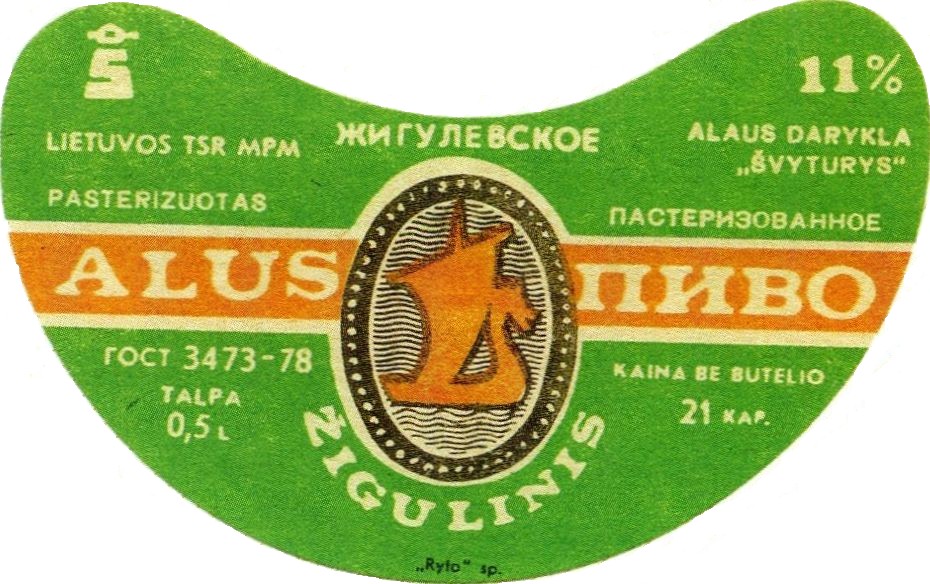 Š
11%
ЖИГУЛЕВСКОЕ
LIETUVOS TSR MPM
ALAUS DARYKLA
„ŠVYTURYS“
PASTERIZUOTAS
ПАСТЕРИЗОВАННОЕ
ALUS
ПИВО
ГОСТ 3473-78
TALPA
0,5 L
KAINA BE BUTELIO
21 KAP.
ŽIGULINIS
„Ryto“ sp.